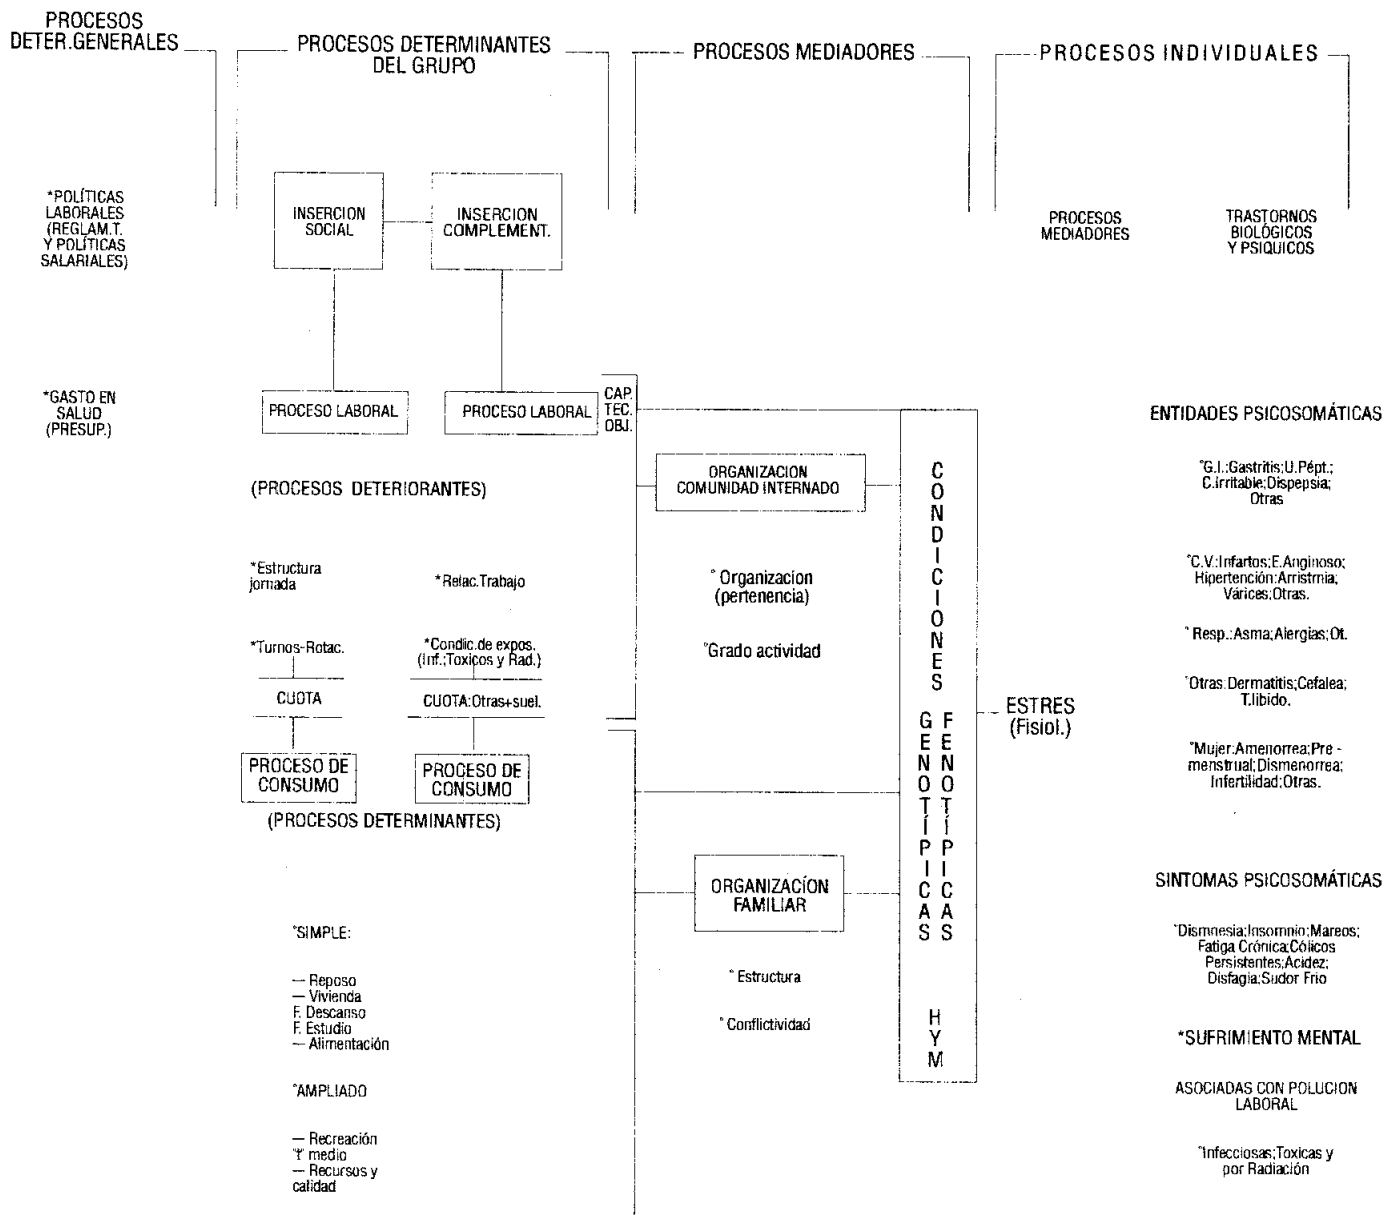 PROCESOS
DETER.GENERALES
PROCESOS DETERMINANTES
DEL GRUPO
PROCESOS MEDIADORES
PROCESOS INDIVIDUALES
*POLÍTICAS
LABORALES
(REGLAM.T.
Y POLÍTICAS
SALARIALES)
INSERCION
SOCIAL
INSERCION
COMPLEMENT.
PROCESOS
MEDIADORES
TRASTORNOS
BIOLÓGICOS
Y PSIQUICOS
*GASTO EN
SALUD
(PRESUP.)
PROCESO LABORAL
PROCESO LABORAL
CAP.
TEC.
OBJ.
(PROCESOS DETERIORANTES)
*Estructura
jornada
*Relac.Trabajo
*Turnos-Rotac.
*Condic.de expos.
(Inf.;Toxicos y Rad.)
CUOTA
CUOTA:Otras+suel.
PROCESO DE
CONSUMO
PROCESO DE
CONSUMO
(PROCESOS DETERMINANTES)
°SIMPLE:
— Reposo
— Vivienda
F. Descanso
F. Estudio
— Alimentación
°AMPLIADO
— Recreación
"f" medio
— Recursos y
calidad
ORGANIZACION
COMUNIDAD INTERNADO
° Organizacion
(pertenencia)
°Grado actividad
ORGANIZACÍON
FAMILIAR
° Estructura
° Conflictividad
CONDICIONES
GENOTÍPICAS
FENOTÍPICAS
HYM
ESTRES
(Fisiol.)
ENTIDADES PSICOSOMÁTICAS
°G.I.:Gastritis;U.Pépt.;
C.irritable;Dispepsia;
Otras
°C.V.:Infartos;E.Anginoso;
Hipertención:Arristmia;
Várices;Otras.
° Resp.:Asma;Alergias;Ot.
°Otras:Dermatitis;Cefalea;
T.libido.
°Mujer:Amenorrea;Pre -
menstrual;Dismenorrea;
Infertilidad;Otras.
SINTOMAS PSICOSOMÁTICAS
°Dismnesia;Insomnio;Mareos;
Fatiga Crónica;Cólicos
Persistentes;Acidez;
Disfagia;Sudor Frio
*SUFRIMIENTO MENTAL
ASOCIADAS CON POLUCION
LABORAL
°Infecciosas;Toxicas y
por Radiación